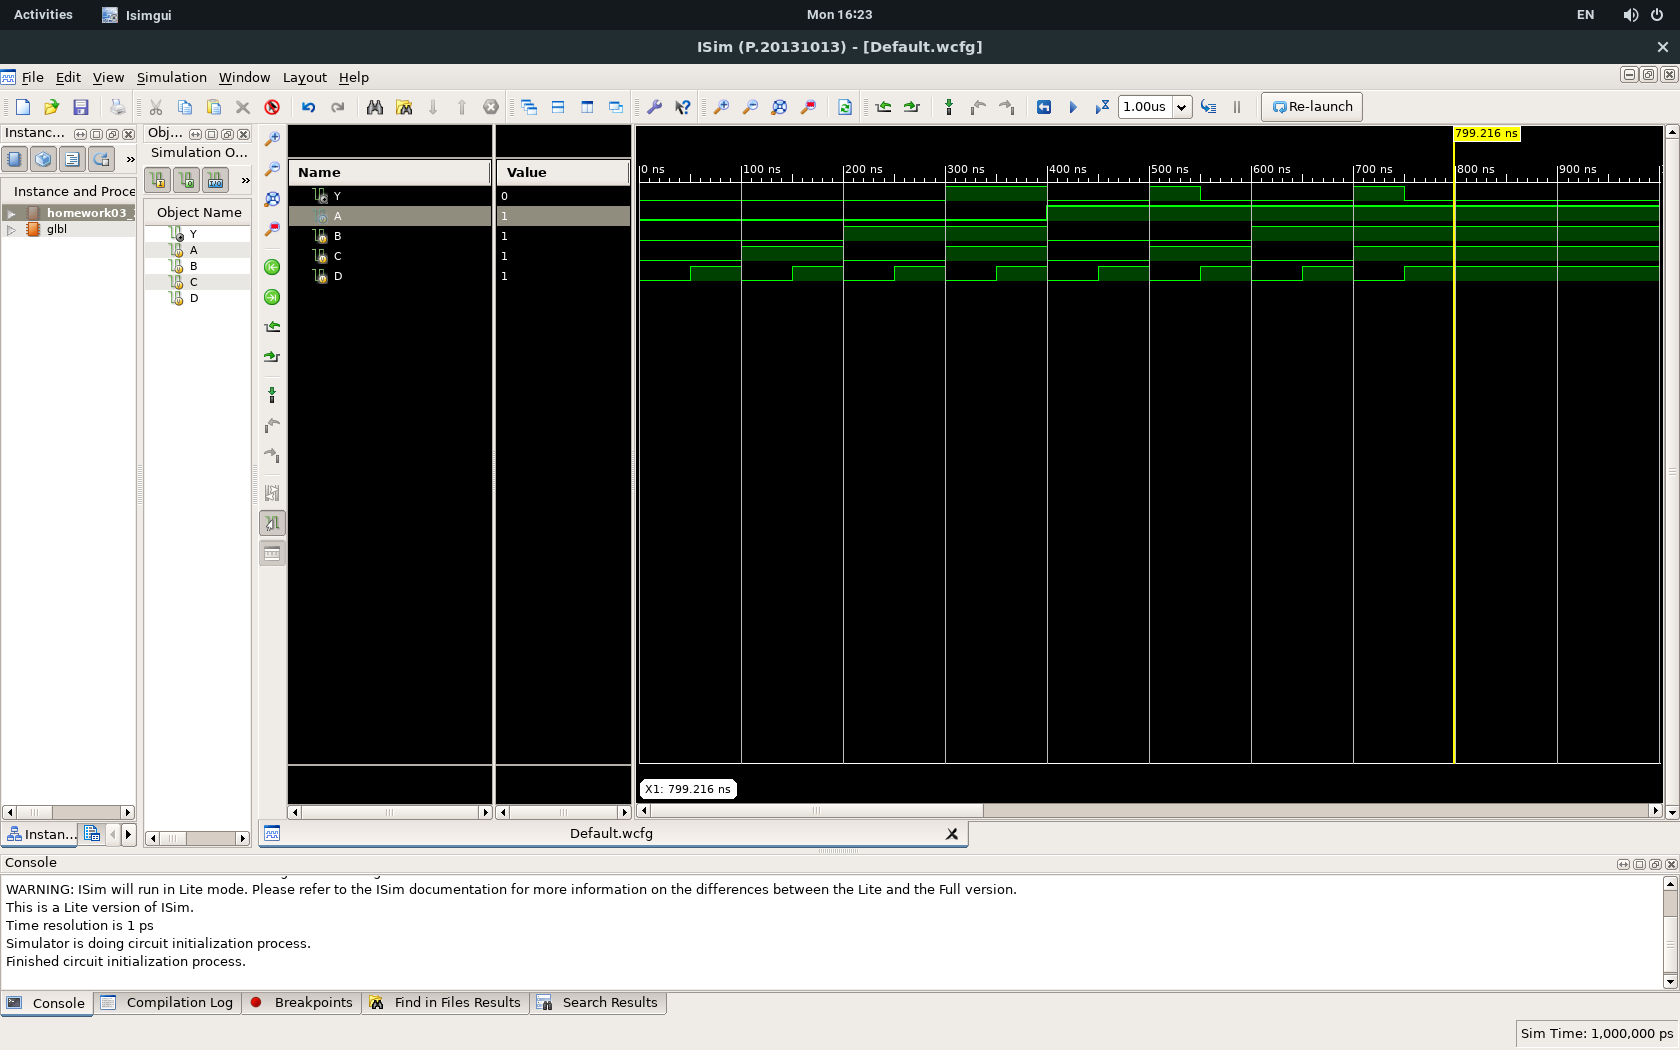 Activities Isimgui Mon 16:23 EN
ISim (P.20131013) - [Default.wcfg]
File Edit View Simulation Window Layout Help
1.00us Re-launch
Instanc...
Instance and Proce
homework03_
glbl
Instan...
Obj...
Simulation O...
Object Name
Y
A
B
C
D
Name Value
Y 0
A 1
B 1
C 1
D 1
799.216 ns
0 ns 100 ns 200 ns 300 ns 400 ns 500 ns 600 ns 700 ns 800 ns 900 ns
X1: 799.216 ns
Default.wcfg
Console
WARNING: ISim will run in Lite mode. Please refer to the ISim documentation for more information on the differences between the Lite and the Full version.
This is a Lite version of ISim.
Time resolution is 1 ps
Simulator is doing circuit initialization process.
Finished circuit initialization process.
Console Compilation Log Breakpoints Find in Files Results Search Results
Sim Time: 1,000,000 ps